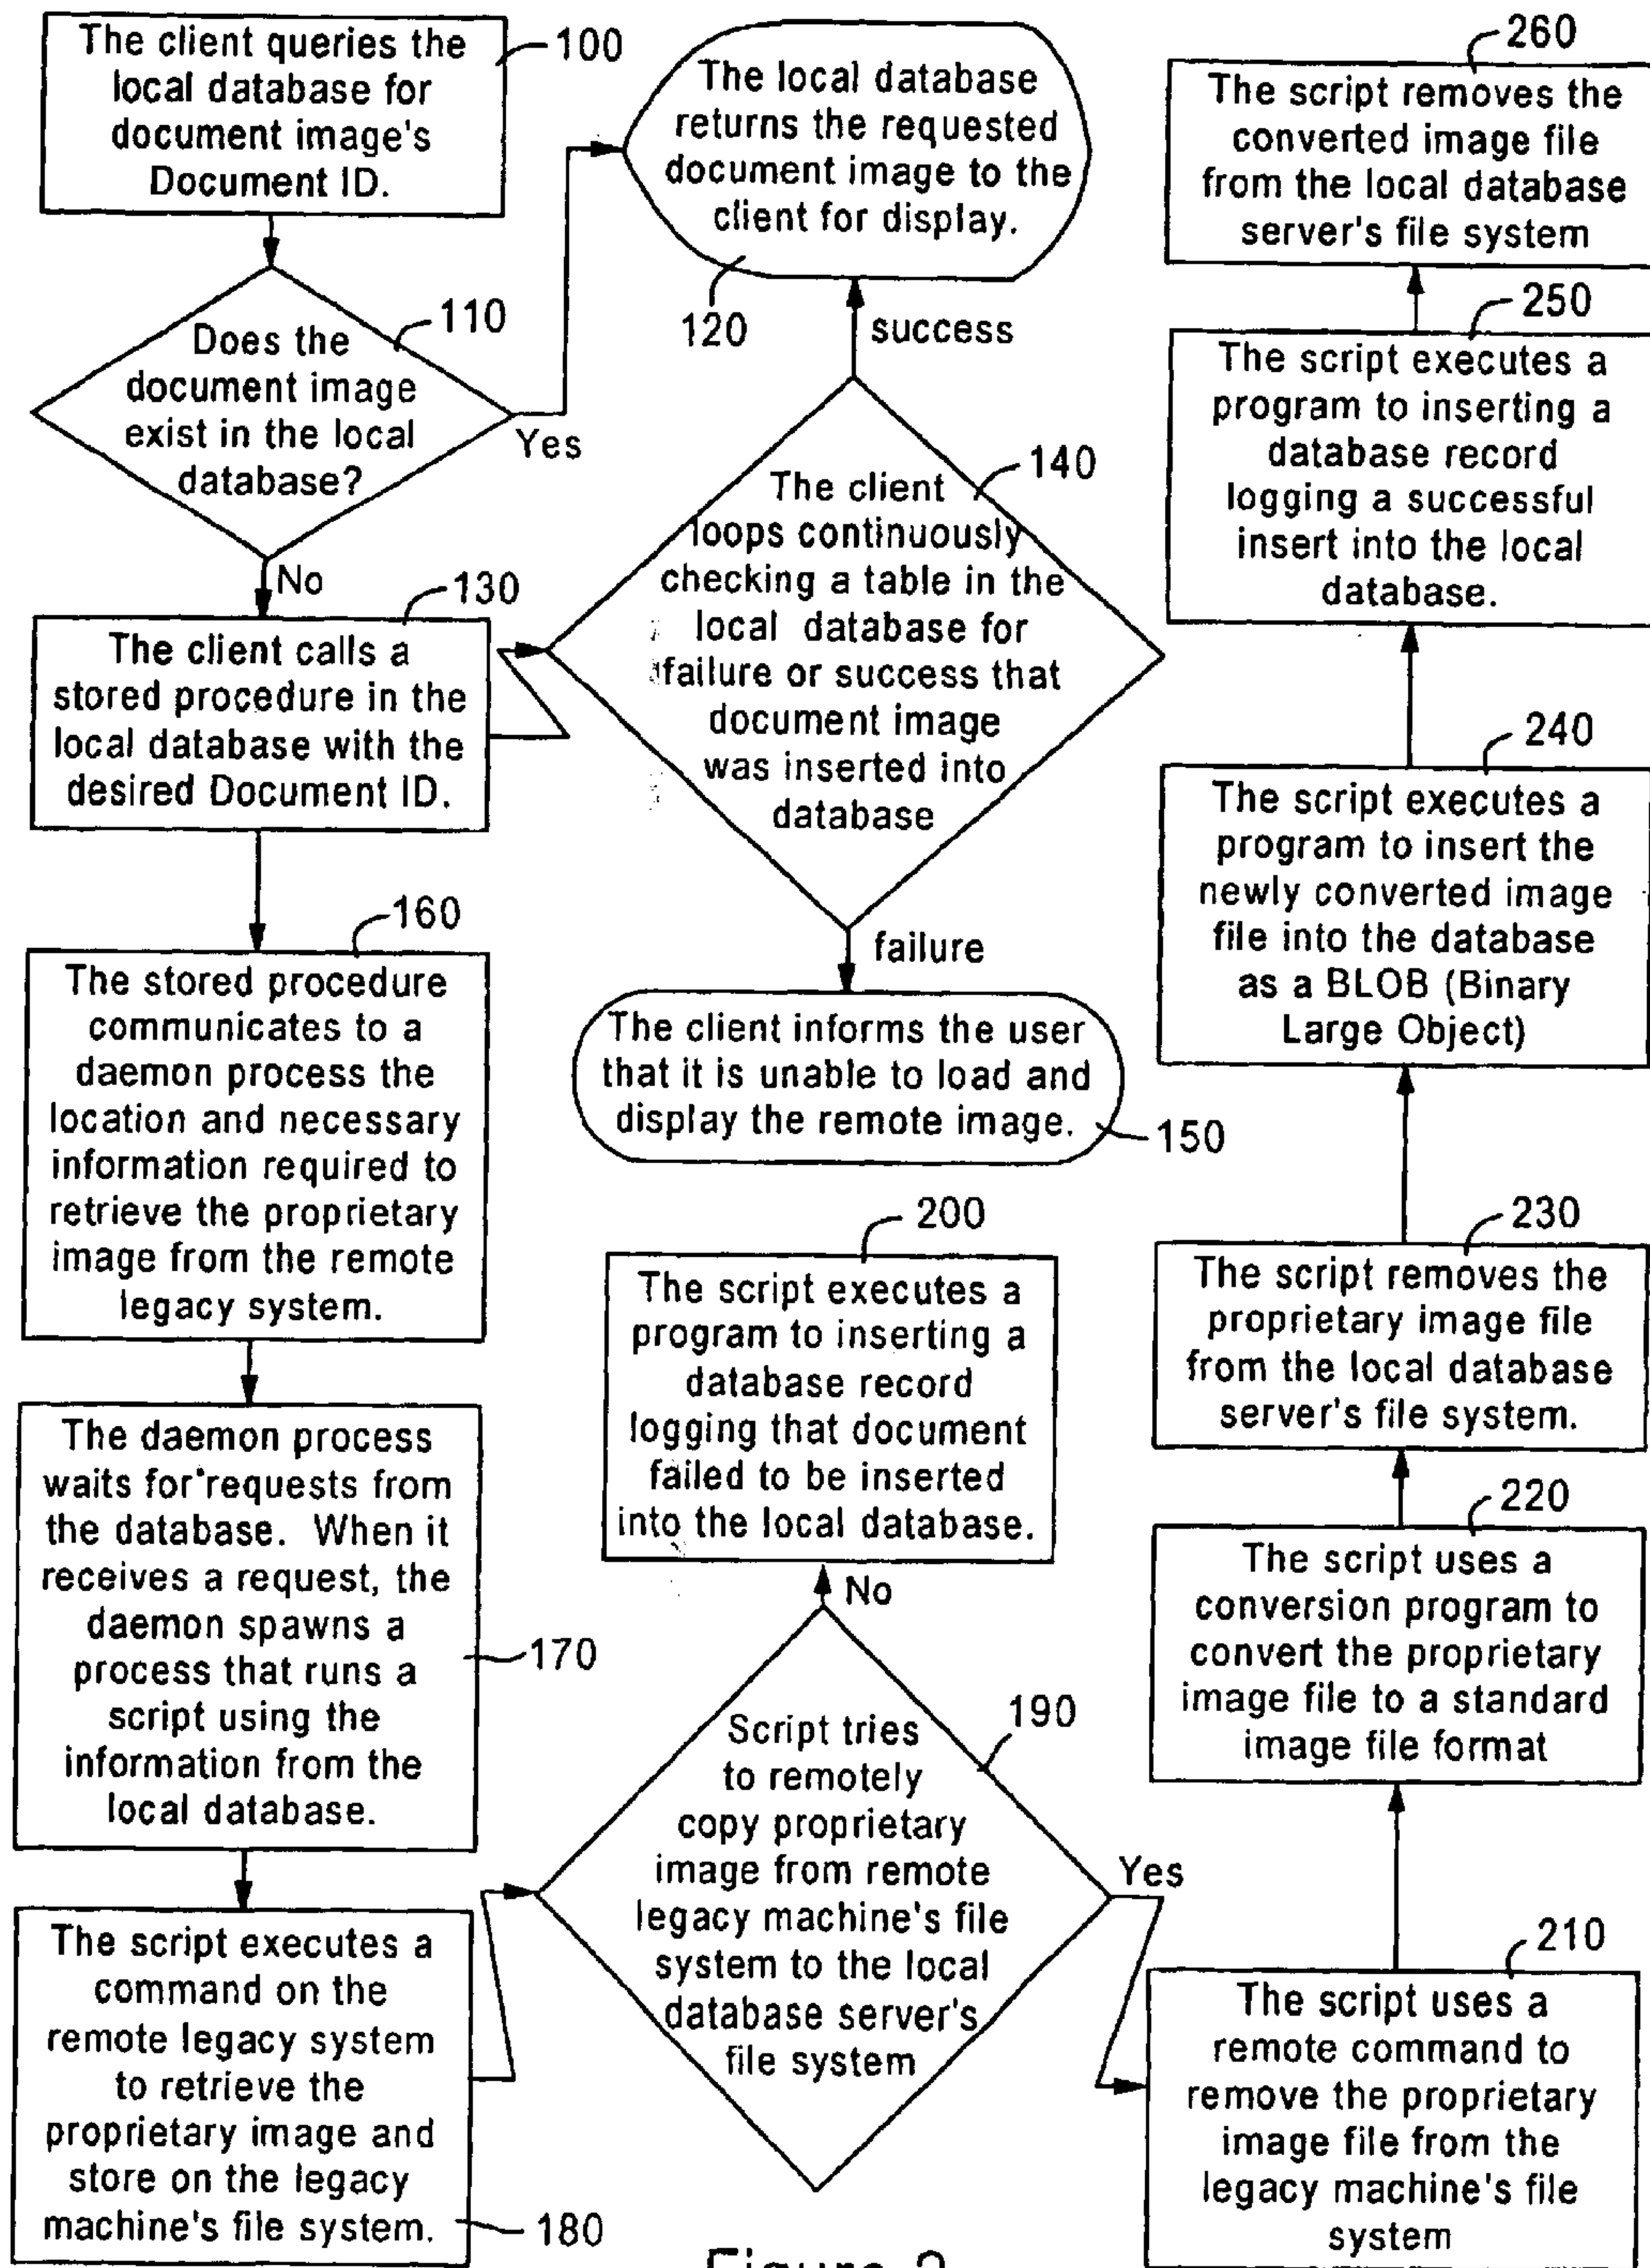 The client queries the
local database for
document image's
Document ID.
100
Does the
document image
exist in the local
database?
110
Yes
No
The local database
returns the requested
document image to the
client for display.
120
success
The client calls a
stored procedure in the
local database with the
desired Document ID.
130
The client
loops continuously
checking a table in the
local database for
failure or success that
document image
was inserted into
database
140
failure
The client informs the user
that it is unable to load and
display the remote image.
150
The stored procedure
communicates to a
daemon process the
location and necessary
information required to
retrieve the proprietary
image from the remote
legacy system.
160
The daemon process
waits for requests from
the database. When it
receives a request, the
daemon spawns a
process that runs a
script using the
information from the
local database.
170
The script executes a
command on the
remote legacy system
to retrieve the
proprietary image and
store on the legacy
machine's file system.
180
Script tries
to remotely
copy proprietary
image from remote
legacy machine's file
system to the local
database server's
file system
190
No
Yes
The script executes a
program to inserting a
database record
logging that document
failed to be inserted
into the local database.
200
The script uses a
remote command to
remove the proprietary
image file from the
legacy machine's file
system
210
The script uses a
conversion program to
convert the proprietary
image file to a standard
image file format
220
The script removes the
proprietary image file
from the local database
server's file system.
230
The script executes a
program to insert the
newly converted image
file into the database
as a BLOB (Binary
Large Object)
240
The script executes a
program to inserting a
database record
logging a successful
insert into the local
database.
250
The script removes the
converted image file
from the local database
server's file system
260
Figure